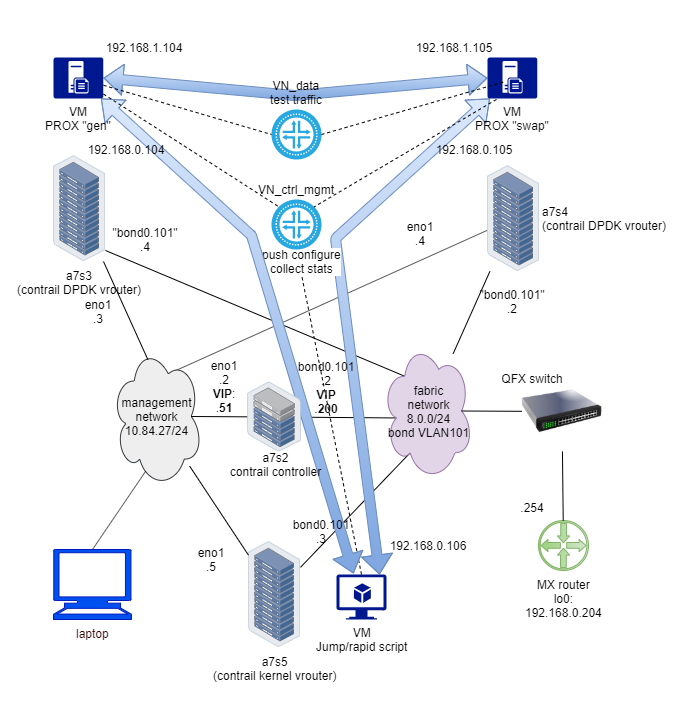 192.168.1.104
192.168.1.105
VN_data
test traffic
VM
PROX "gen"
VM
PROX "swap"
192.168.0.104
192.168.0.105
VN_ctrl_mgmt
a7s4
(contrail DPDK vrouter)
"bond0.101"
.4
eno1
.4
push configure
collect stats
a7s3
(contrail DPDK vrouter)
eno1
.3
"bond0.101"
.2
eno1
.2
VIP:
.51
bond0.101
.2
VIP
.200
QFX switch
management
network
10.84.27/24
fabric
network
8.0.0/24
bond VLAN101
a7s2
contrail controller
.254
bond0.101
.3
192.168.0.106
eno1
.5
MX router
lo0:
192.168.0.204
laptop
VM
Jump/rapid script
a7s5
(contrail kernel vrouter)